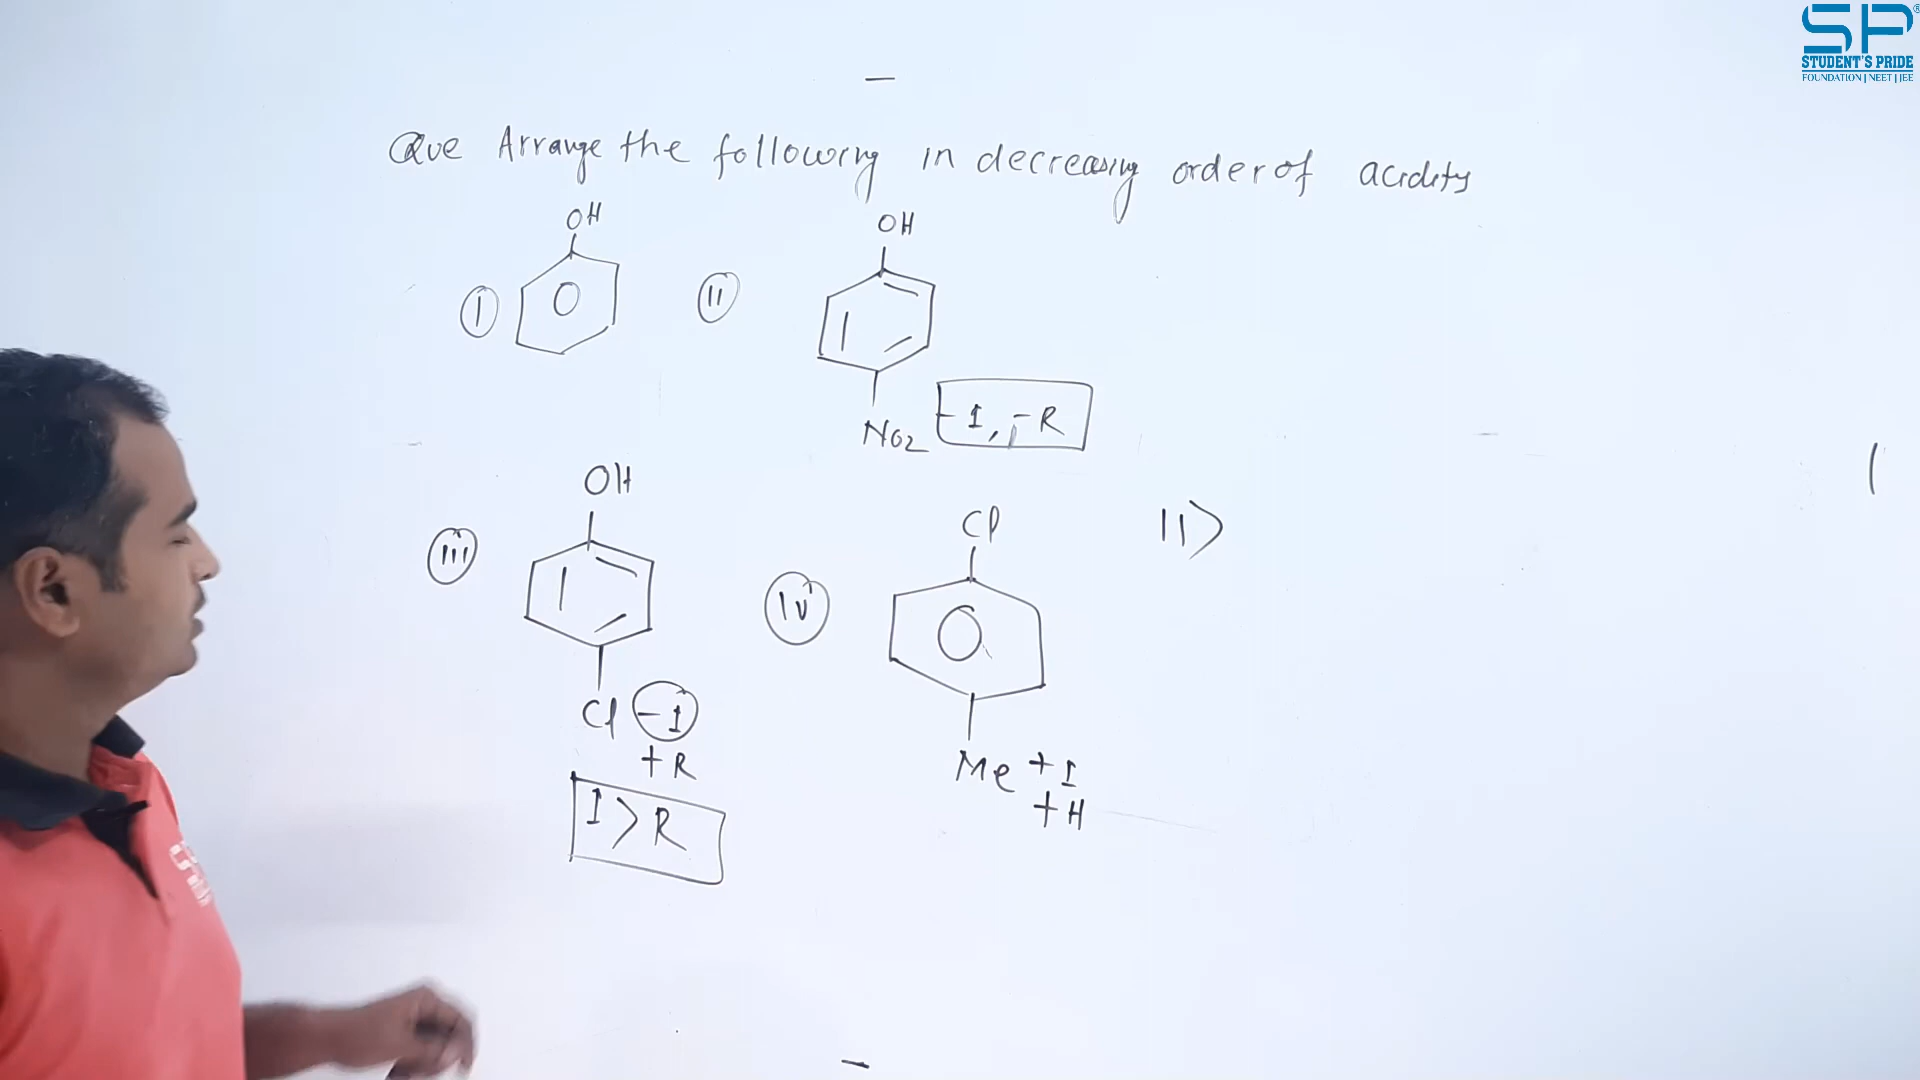 SP®
STUDENT'S PRIDE
FOUNDATION | NEET | JEE
Que Arrange the following in decreasing order of acidity
OH
I
OH
II
NO2 -I, -R
OH
III
Cl -I
+R
I > R
Cl
IV
Me +I
+H
II >